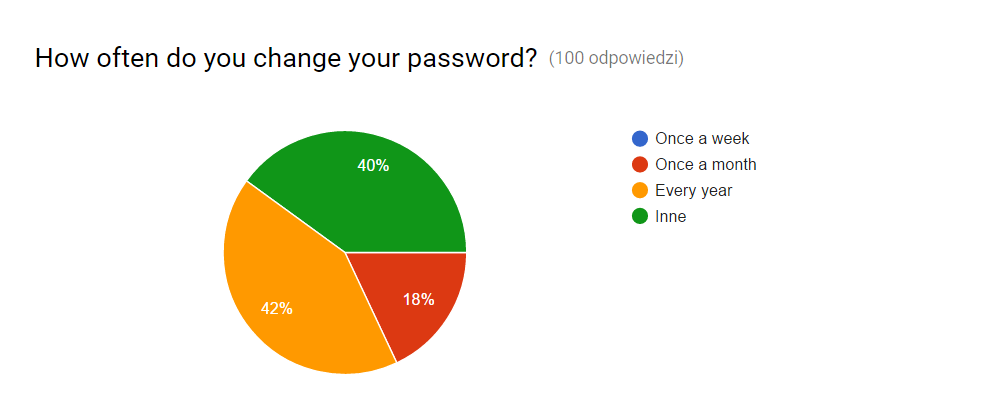 How often do you change your password? (100 odpowiedzi)
40%
42%
18%
Once a week
Once a month
Every year
Inne